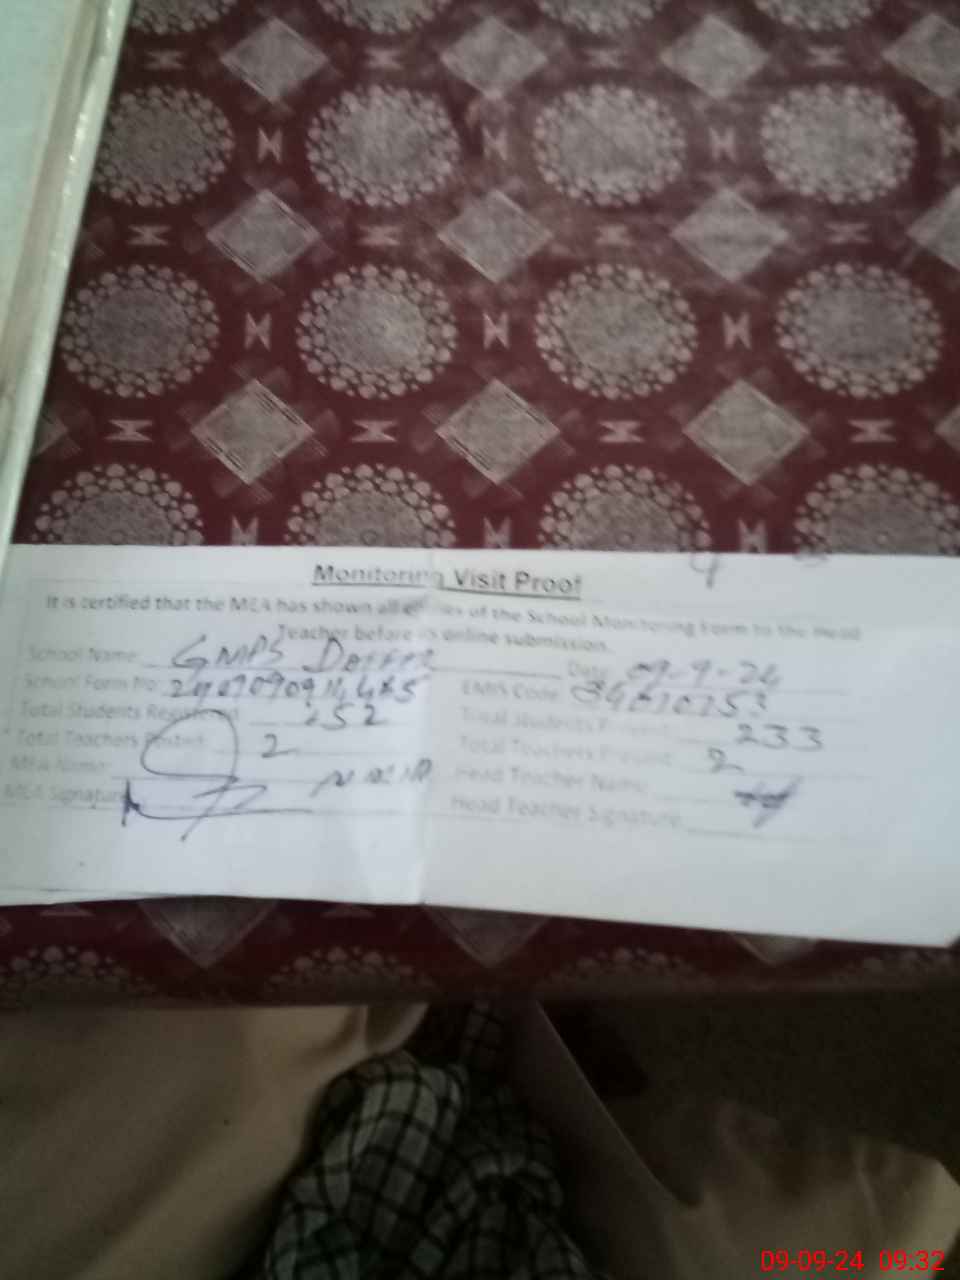 Monitoring Visit Proof
It is certified that the MEA has shown all entries of the School Monitoring Form to the Head
Teacher before its online submission.
School Name: GMPS Date: 09-9-24
School Form No: EMIS Code:
Total Students Registered: 252 Total Students Present: 233
Total Teachers Posted: 2 Total Teachers Present: 2
MEA Name: Head Teacher Name:
MEA Signature: Head Teacher Signature:
09-09-24 09:32